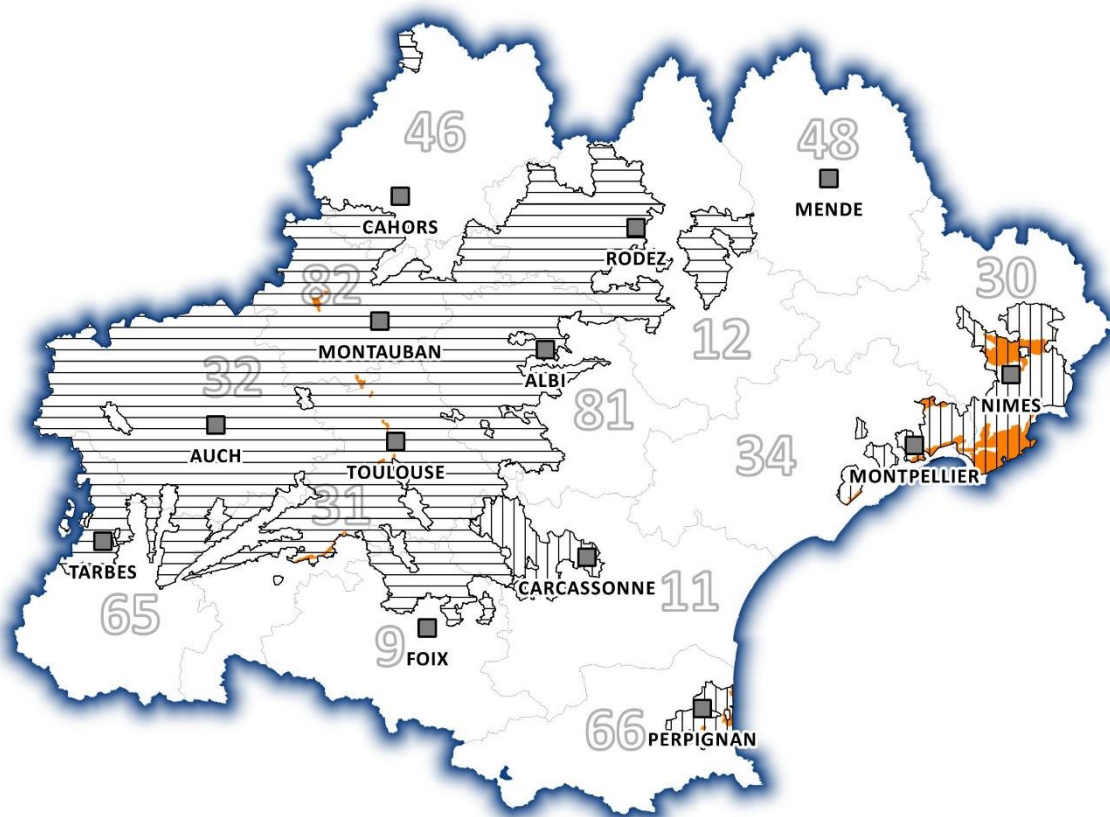 46
48
CAHORS
MENDE
RODEZ
30
82
MONTAUBAN
12
32
ALBI
NIMES
81
AUCH
TOULOUSE
34
MONTPELLIER
31
TARBES
CARCASSONNE
65
11
9
FOIX
66
PERPIGNAN